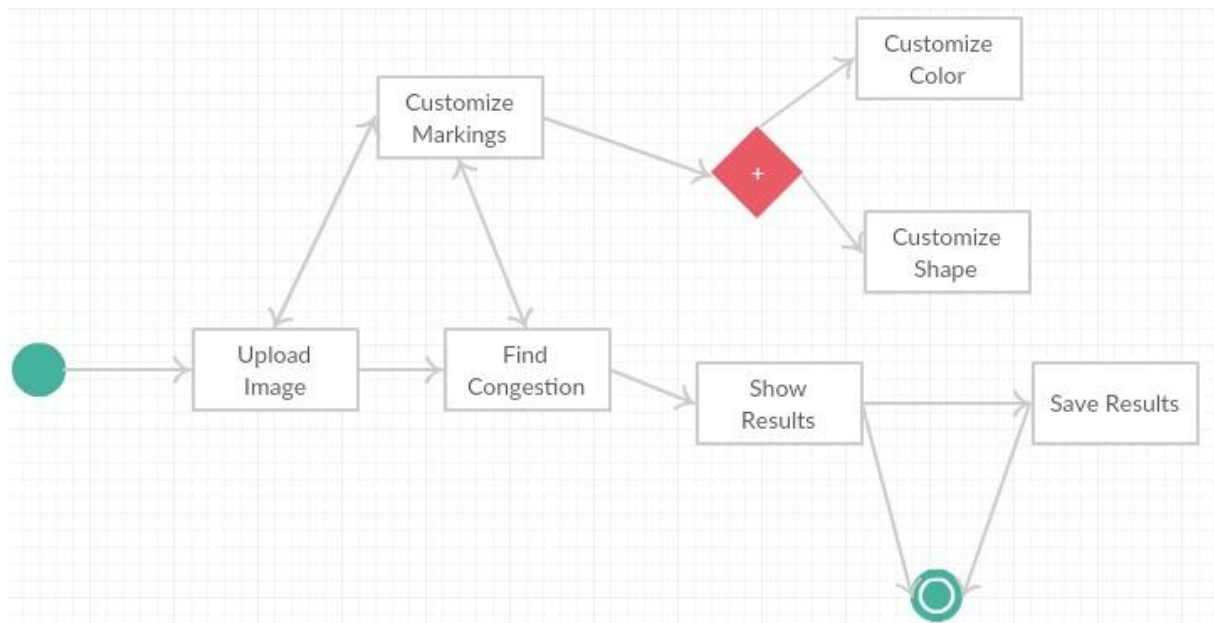 Customize
Color
Customize
Markings
+
Customize
Shape
Upload
Image
Find
Congestion
Show
Results
Save Results